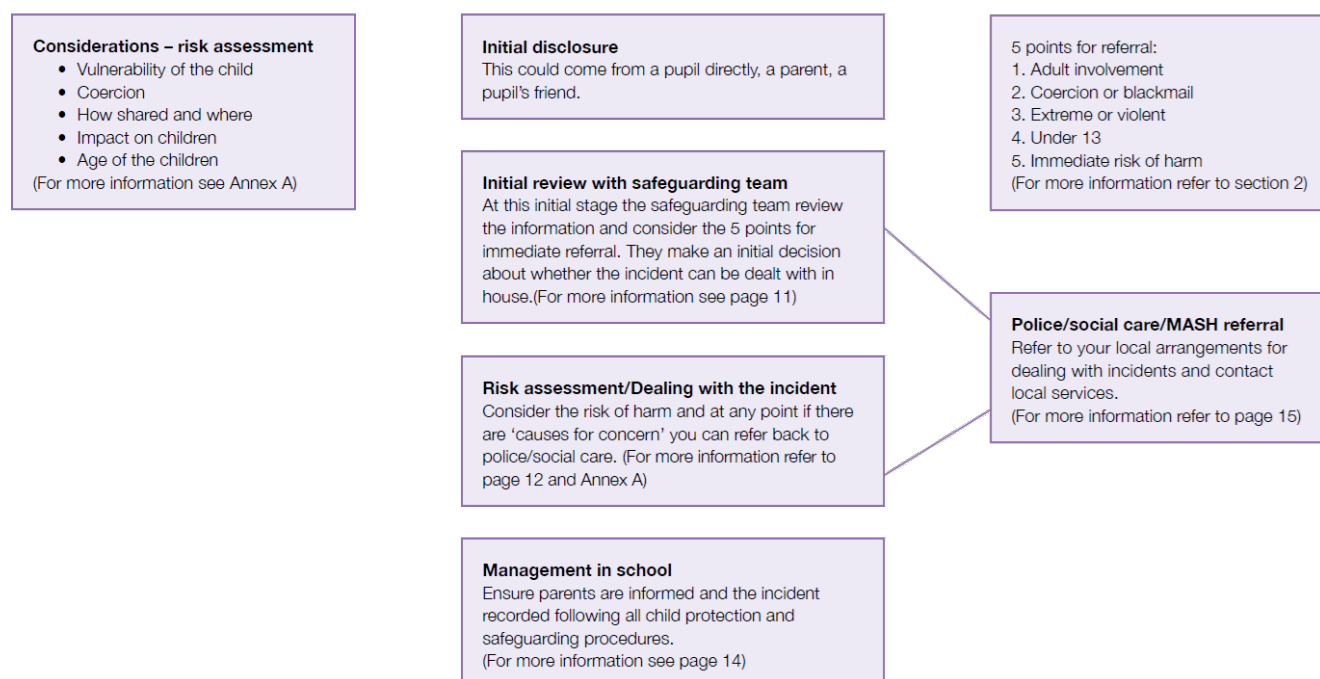 Considerations – risk assessment
• Vulnerability of the child
• Coercion
• How shared and where
• Impact on children
• Age of the children
(For more information see Annex A)
Initial disclosure
This could come from a pupil directly, a parent, a
pupil's friend.
Initial review with safeguarding team
At this initial stage the safeguarding team review
the information and consider the 5 points for
immediate referral. They make an initial decision
about whether the incident can be dealt with in
house.(For more information see page 11)
Risk assessment/Dealing with the incident
Consider the risk of harm and at any point if there
are 'causes for concern' you can refer back to
police/social care. (For more information refer to
page 12 and Annex A)
Management in school
Ensure parents are informed and the incident
recorded following all child protection and
safeguarding procedures.
(For more information see page 14)
5 points for referral:
1. Adult involvement
2. Coercion or blackmail
3. Extreme or violent
4. Under 13
5. Immediate risk of harm
(For more information refer to section 2)
Police/social care/MASH referral
Refer to your local arrangements for
dealing with incidents and contact
local services.
(For more information refer to page 15)